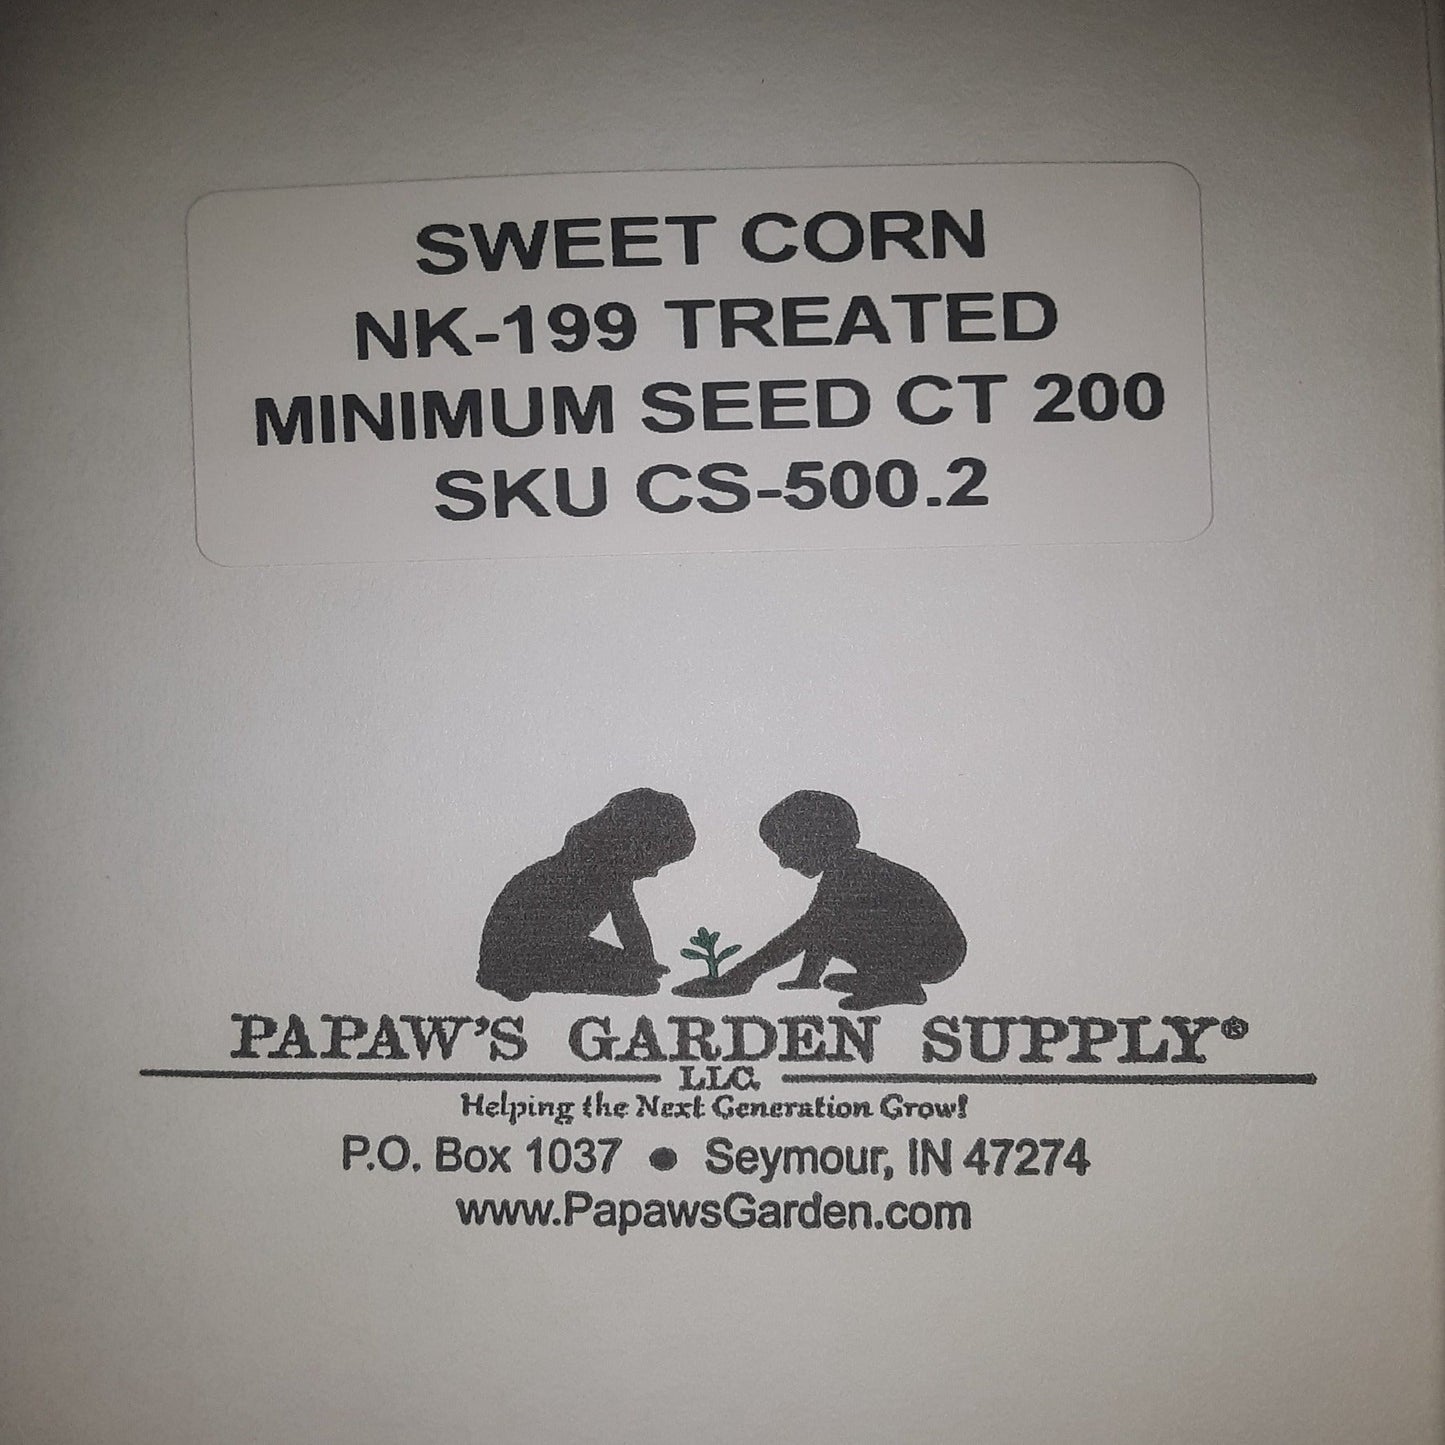 SWEET CORN
NK-199 TREATED
MINIMUM SEED CT 200
SKU CS-500.2
PAPAW'S GARDEN SUPPLY®
LLC.
Helping the Next Generation Grow!
P.O. Box 1037 ● Seymour, IN 47274
www.PapawsGarden.com